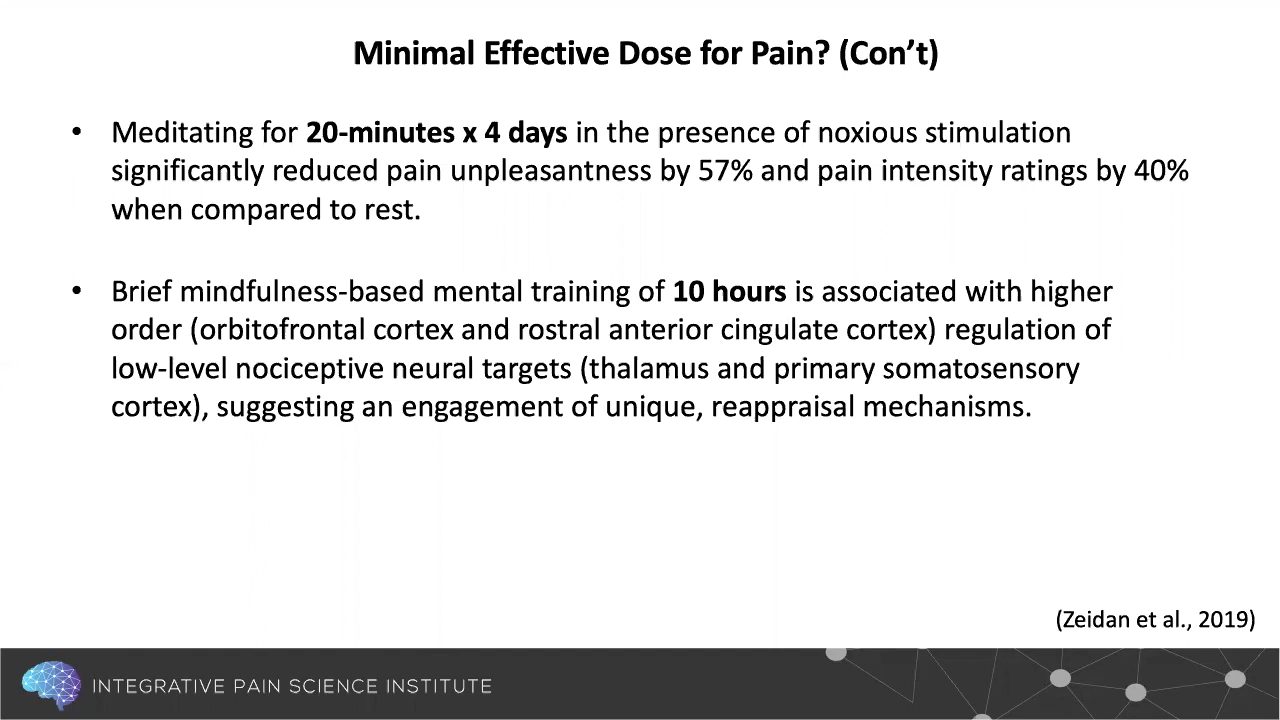 Minimal Effective Dose for Pain? (Con’t)
• Meditating for 20-minutes x 4 days in the presence of noxious stimulation
significantly reduced pain unpleasantness by 57% and pain intensity ratings by 40%
when compared to rest.
• Brief mindfulness-based mental training of 10 hours is associated with higher
order (orbitofrontal cortex and rostral anterior cingulate cortex) regulation of
low-level nociceptive neural targets (thalamus and primary somatosensory
cortex), suggesting an engagement of unique, reappraisal mechanisms.
(Zeidan et al., 2019)
INTEGRATIVE PAIN SCIENCE INSTITUTE